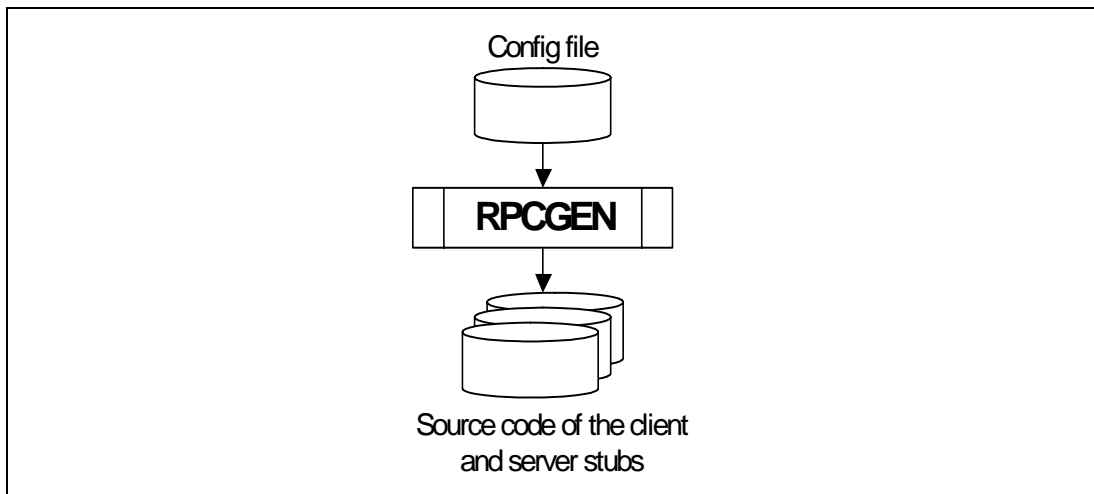 Config file
RPCGEN
Source code of the client
and server stubs